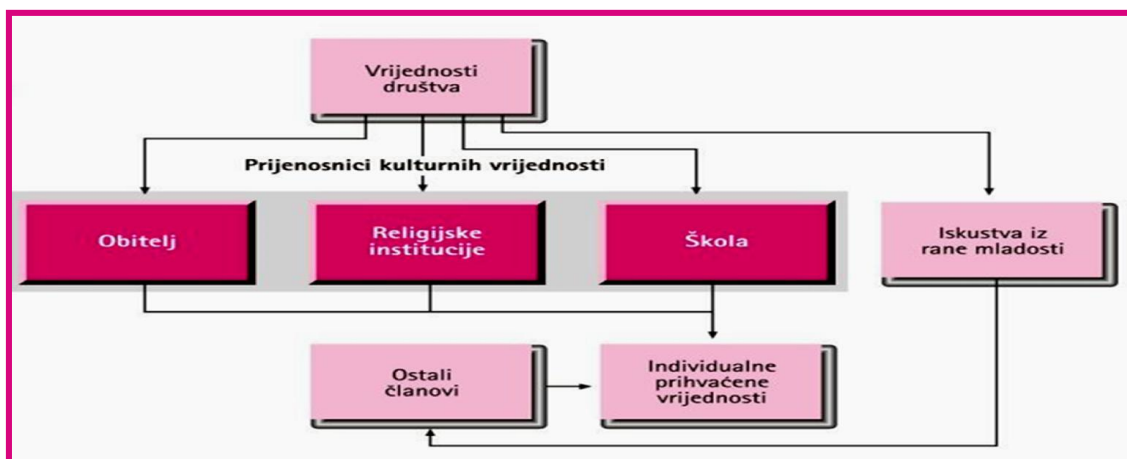 Vrijednosti
društva
Prijenosnici kulturnih vrijednosti
Obitelj
Religijske
institucije
Škola
Iskustva iz
rane mladosti
Ostali
članovi
Individualne
prihvaćene
vrijednosti